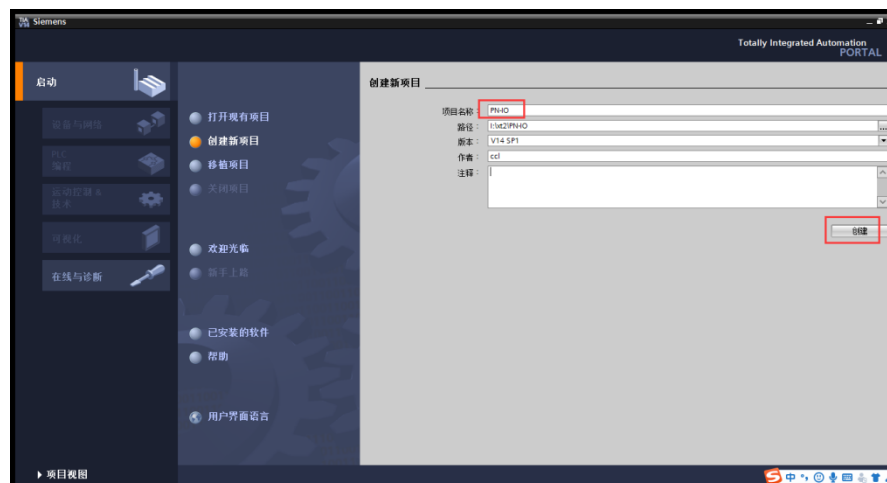 Siemens
Totally Integrated Automation
PORTAL
启动
设备与网络
PLC
编程
运动控制 &
技术
可视化
在线与诊断
项目视图
打开现有项目
创建新项目
移植项目
关闭项目
欢迎光临
新手上路
已安装的软件
帮助
用户界面语言
创建新项目
项目名称: PN-IO
路径: I:\xt2\PN-IO
版本: V14 SP1
作者: ccl
注释:
创建
中